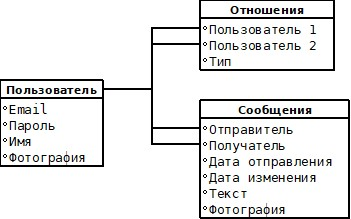 Отношения
Пользователь 1
Пользователь 2
Тип
Пользователь
Email
Пароль
Имя
Фотография
Сообщения
Отправитель
Получатель
Дата отправления
Дата изменения
Текст
Фотография